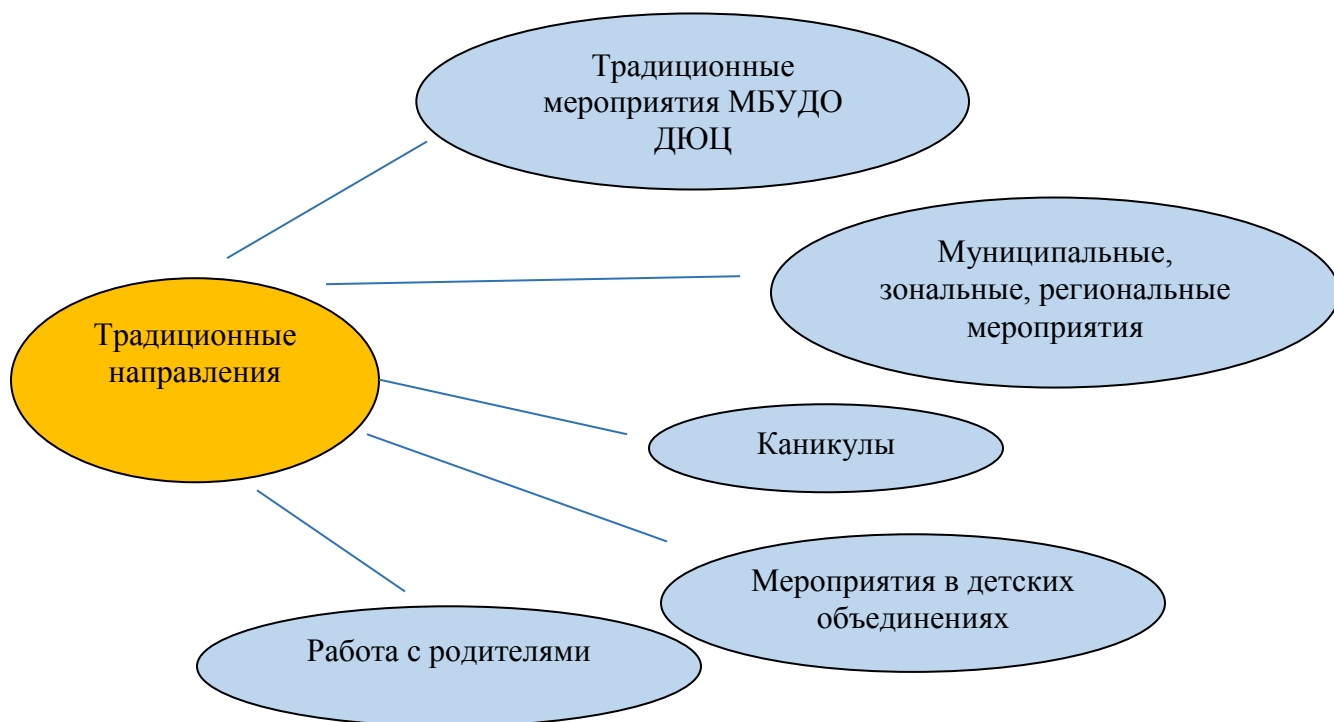 Традиционные
мероприятия МБУДО
ДЮЦ
Муниципальные,
зональные, региональные
мероприятия
Традиционные
направления
Каникулы
Мероприятия в детских
объединениях
Работа с родителями